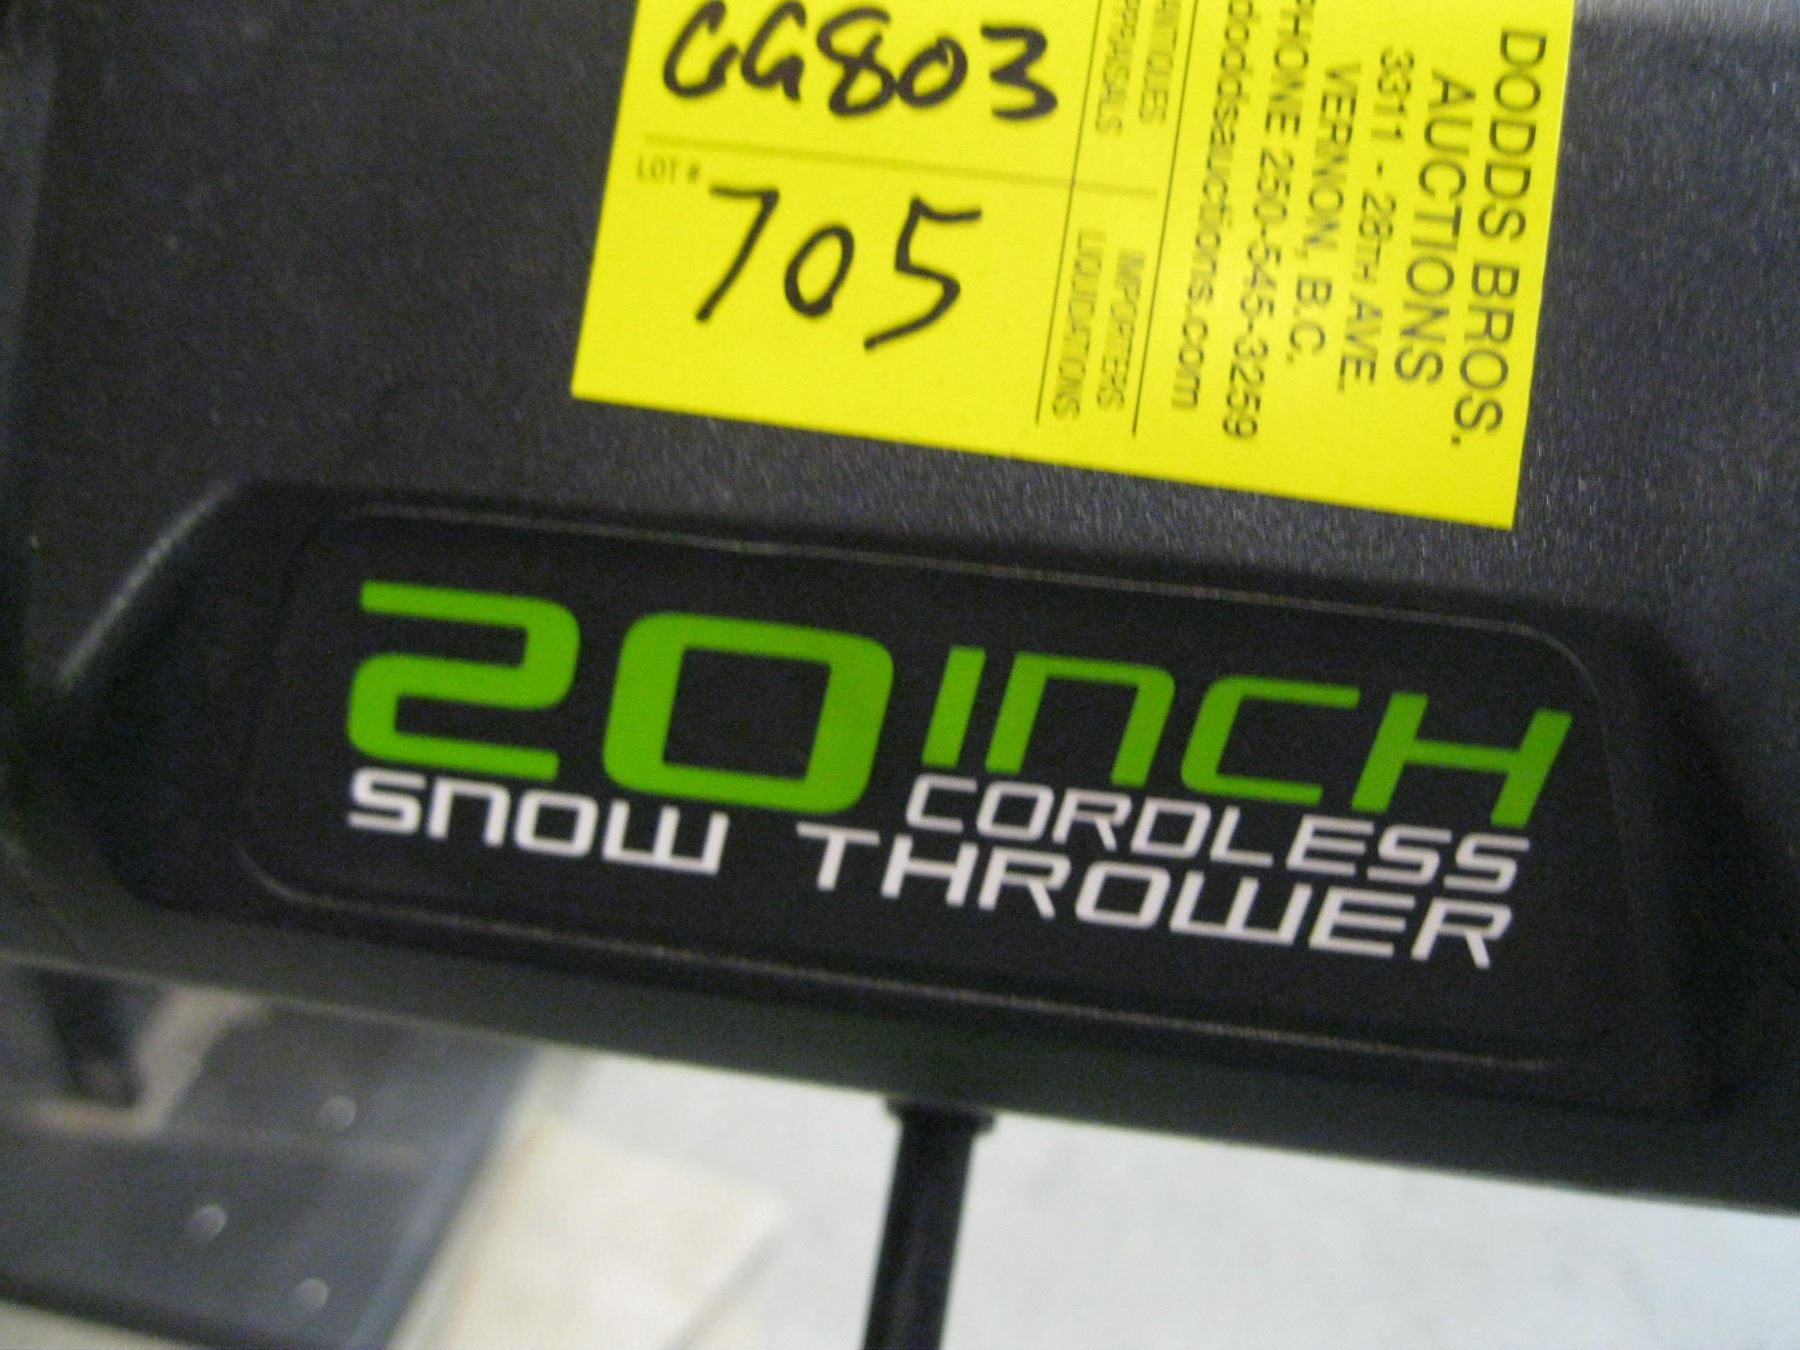 GG803
LOT #
705
DODDS BROS.
AUCTIONS
3311 - 28TH AVE.
VERNON, B.C.
PHONE 250-545-3259
doddsauctions.com
ANTIQUES IMPORTERS
APPRAISALS LIQUIDATIONS
20 INCH
CORDLESS
SNOW THROWER